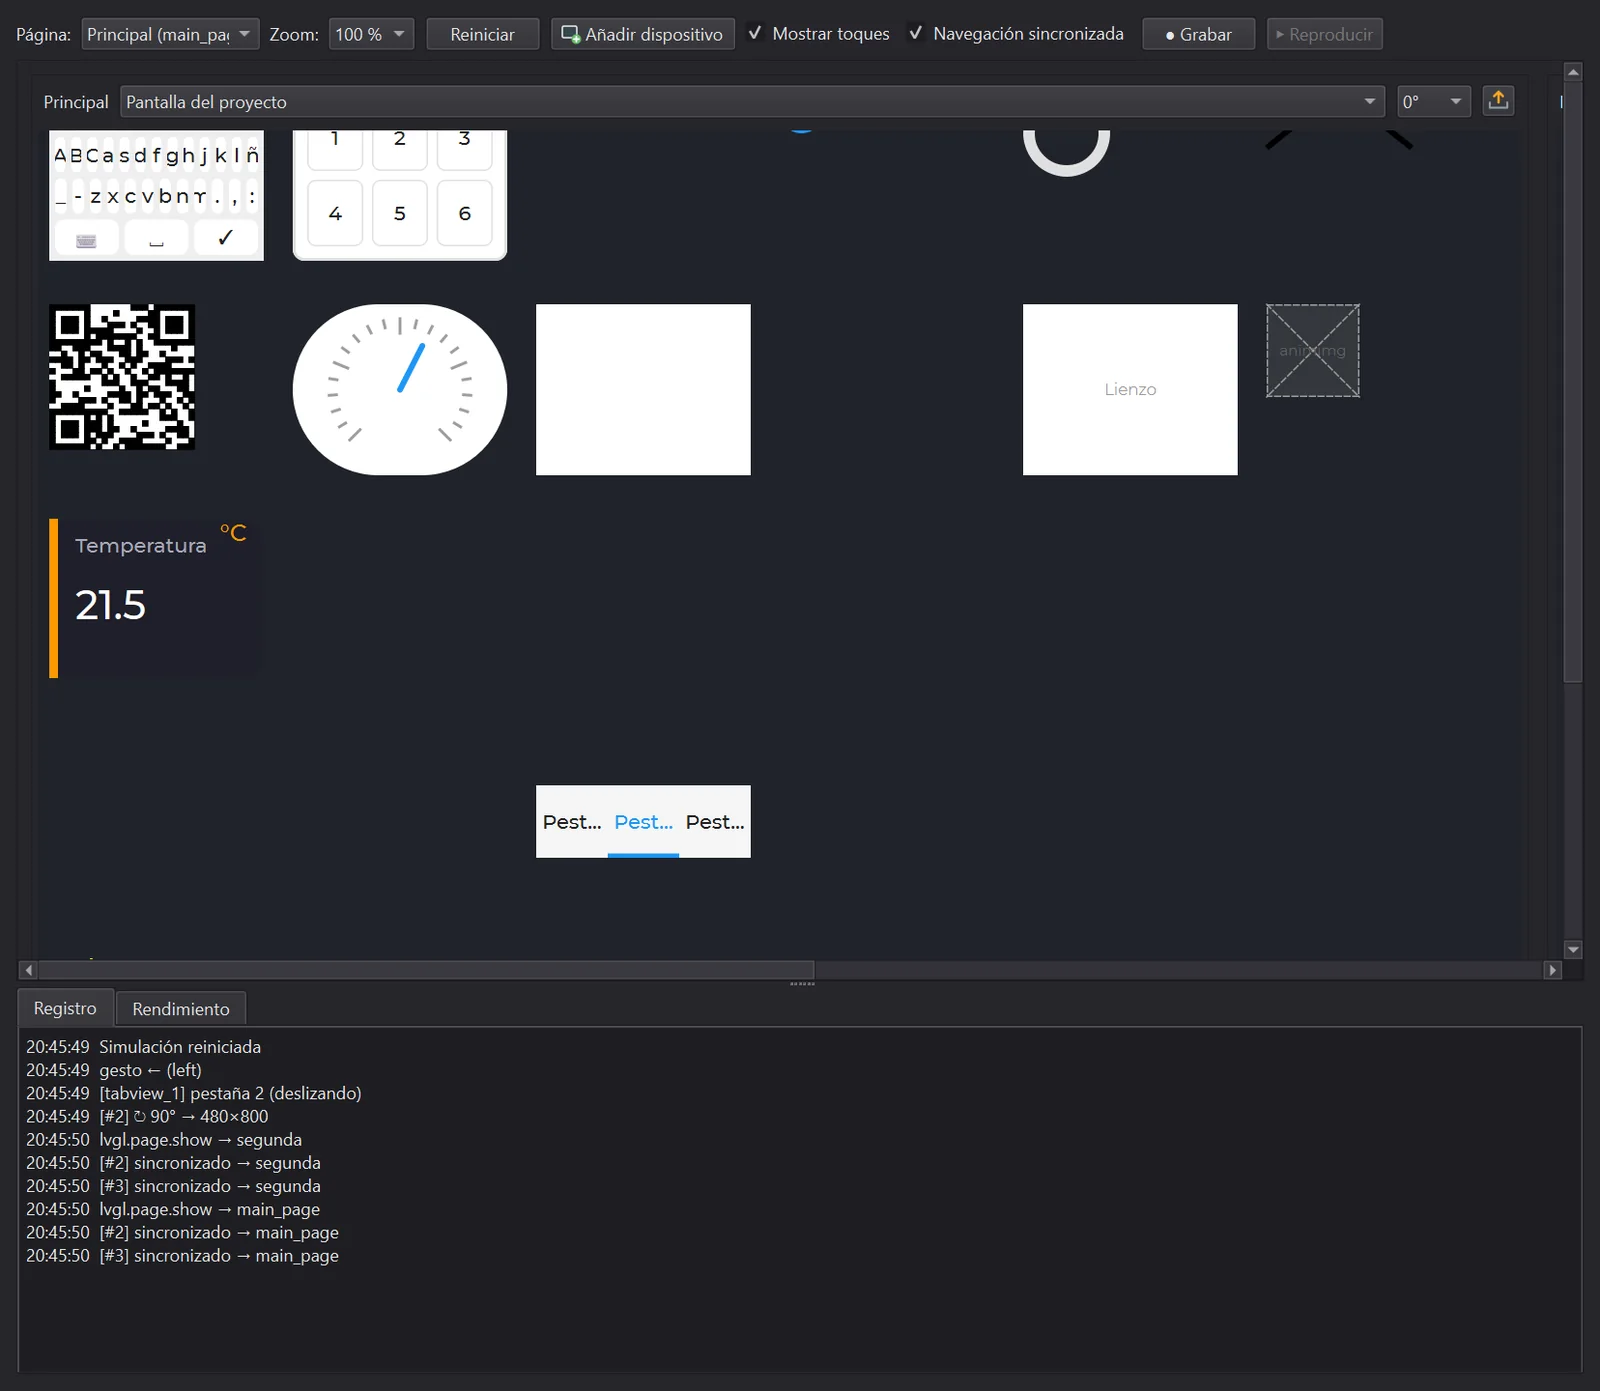 Página: Principal (main_pa Zoom: 100 % Reiniciar Añadir dispositivo Mostrar toques Navegación sincronizada ● Grabar Reproducir
Principal Pantalla del proyecto 0°
A B C a s d f g h j k l ñ
_ - z x c v b n m . , :
✓
1 2 3
4 5 6
Lienzo
animimg
Temperatura °C
21.5
Pest... Pest... Pest...
Registro Rendimiento
20:45:49 Simulación reiniciada
20:45:49 gesto ← (left)
20:45:49 [tabview_1] pestaña 2 (deslizando)
20:45:49 [#2] ↻ 90° → 480×800
20:45:50 lvgl.page.show → segunda
20:45:50 [#2] sincronizado → segunda
20:45:50 [#3] sincronizado → segunda
20:45:50 lvgl.page.show → main_page
20:45:50 [#2] sincronizado → main_page
20:45:50 [#3] sincronizado → main_page